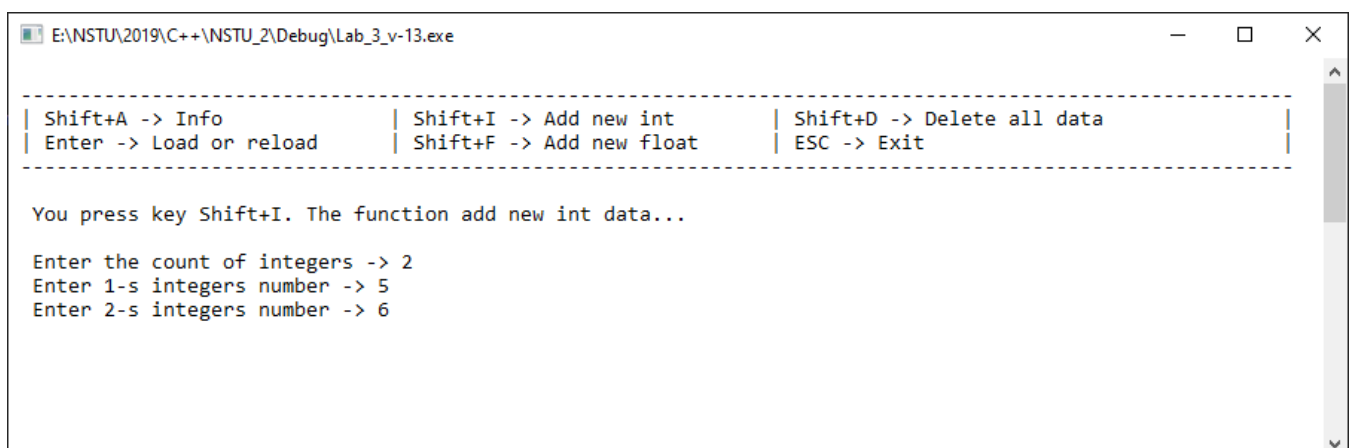 E:\NSTU\2019\C++\NSTU_2\Debug\Lab_3_v-13.exe
------------------------------------------------------------------------------------------------------------
| Shift+A -> Info | Shift+I -> Add new int | Shift+D -> Delete all data |
| Enter -> Load or reload | Shift+F -> Add new float | ESC -> Exit |
------------------------------------------------------------------------------------------------------------
You press key Shift+I. The function add new int data...
Enter the count of integers -> 2
Enter 1-s integers number -> 5
Enter 2-s integers number -> 6